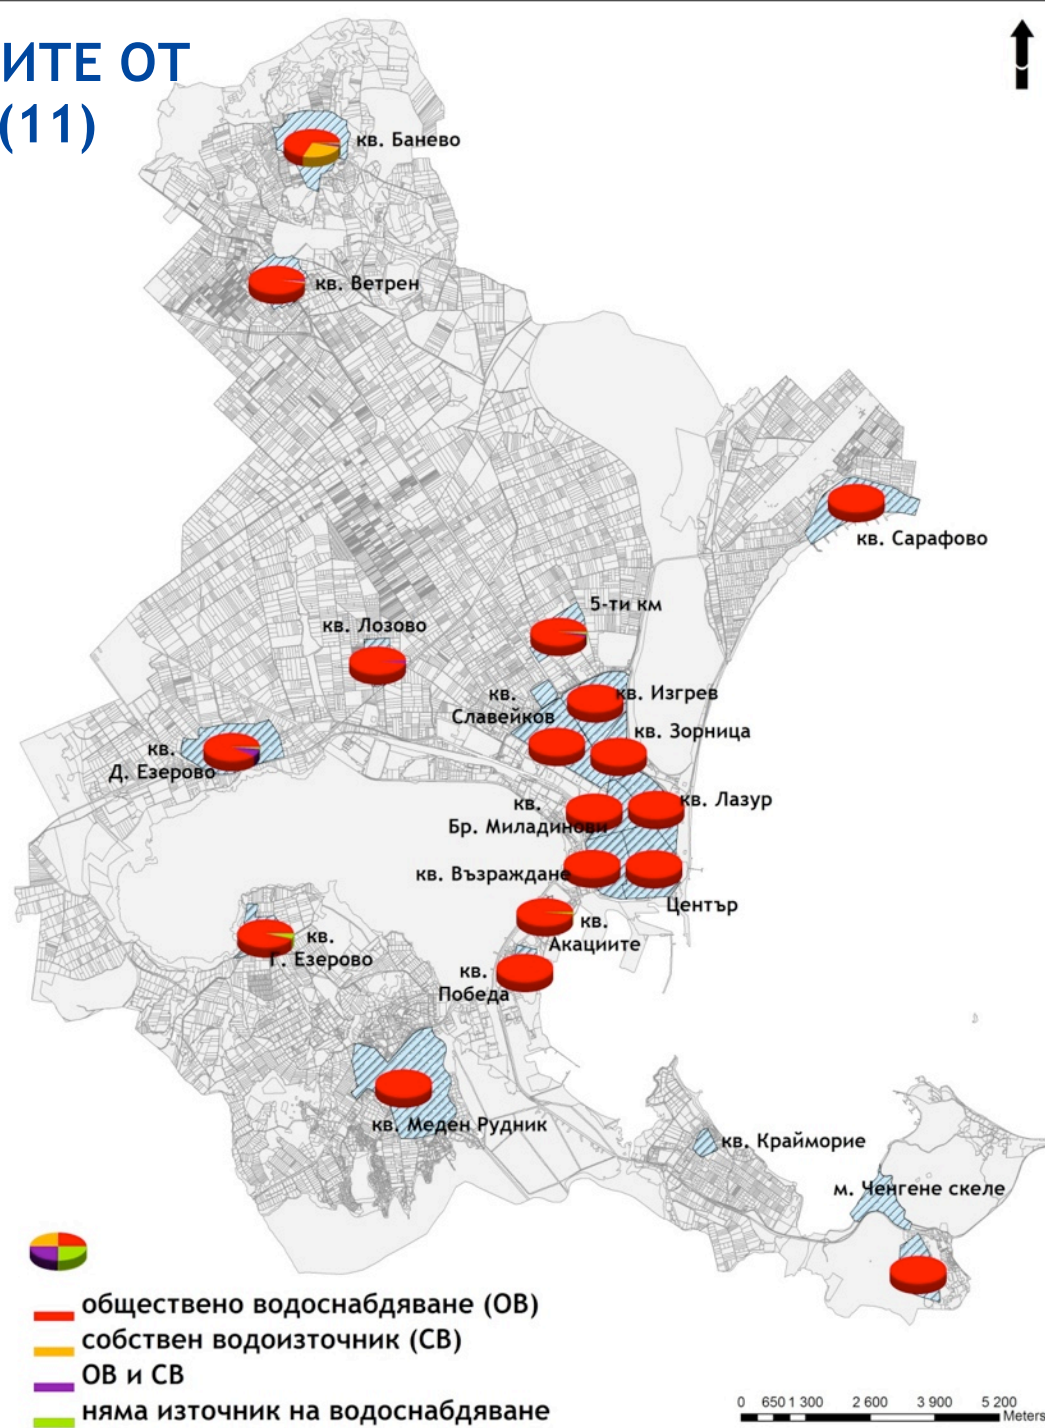 ИТЕ ОТ
(11)
кв. Банево
кв. Ветрен
кв. Сарафово
5-ти км
кв. Лозово
кв. Изгрев
кв.
Славейков
кв. Зорница
кв.
Д. Езерово
кв. Лазур
кв.
Бр. Миладинови
кв. Възраждане
Център
кв.
Акациите
кв.
Г. Езерово
кв.
Победа
кв. Меден Рудник
кв. Крайморие
м. Ченгене скеле
обществено водоснабдяване (ОВ)
собствен водоизточник (СВ)
ОВ и СВ
няма източник на водоснабдяване
0 650 1 300 2 600 3 900 5 200
Meters